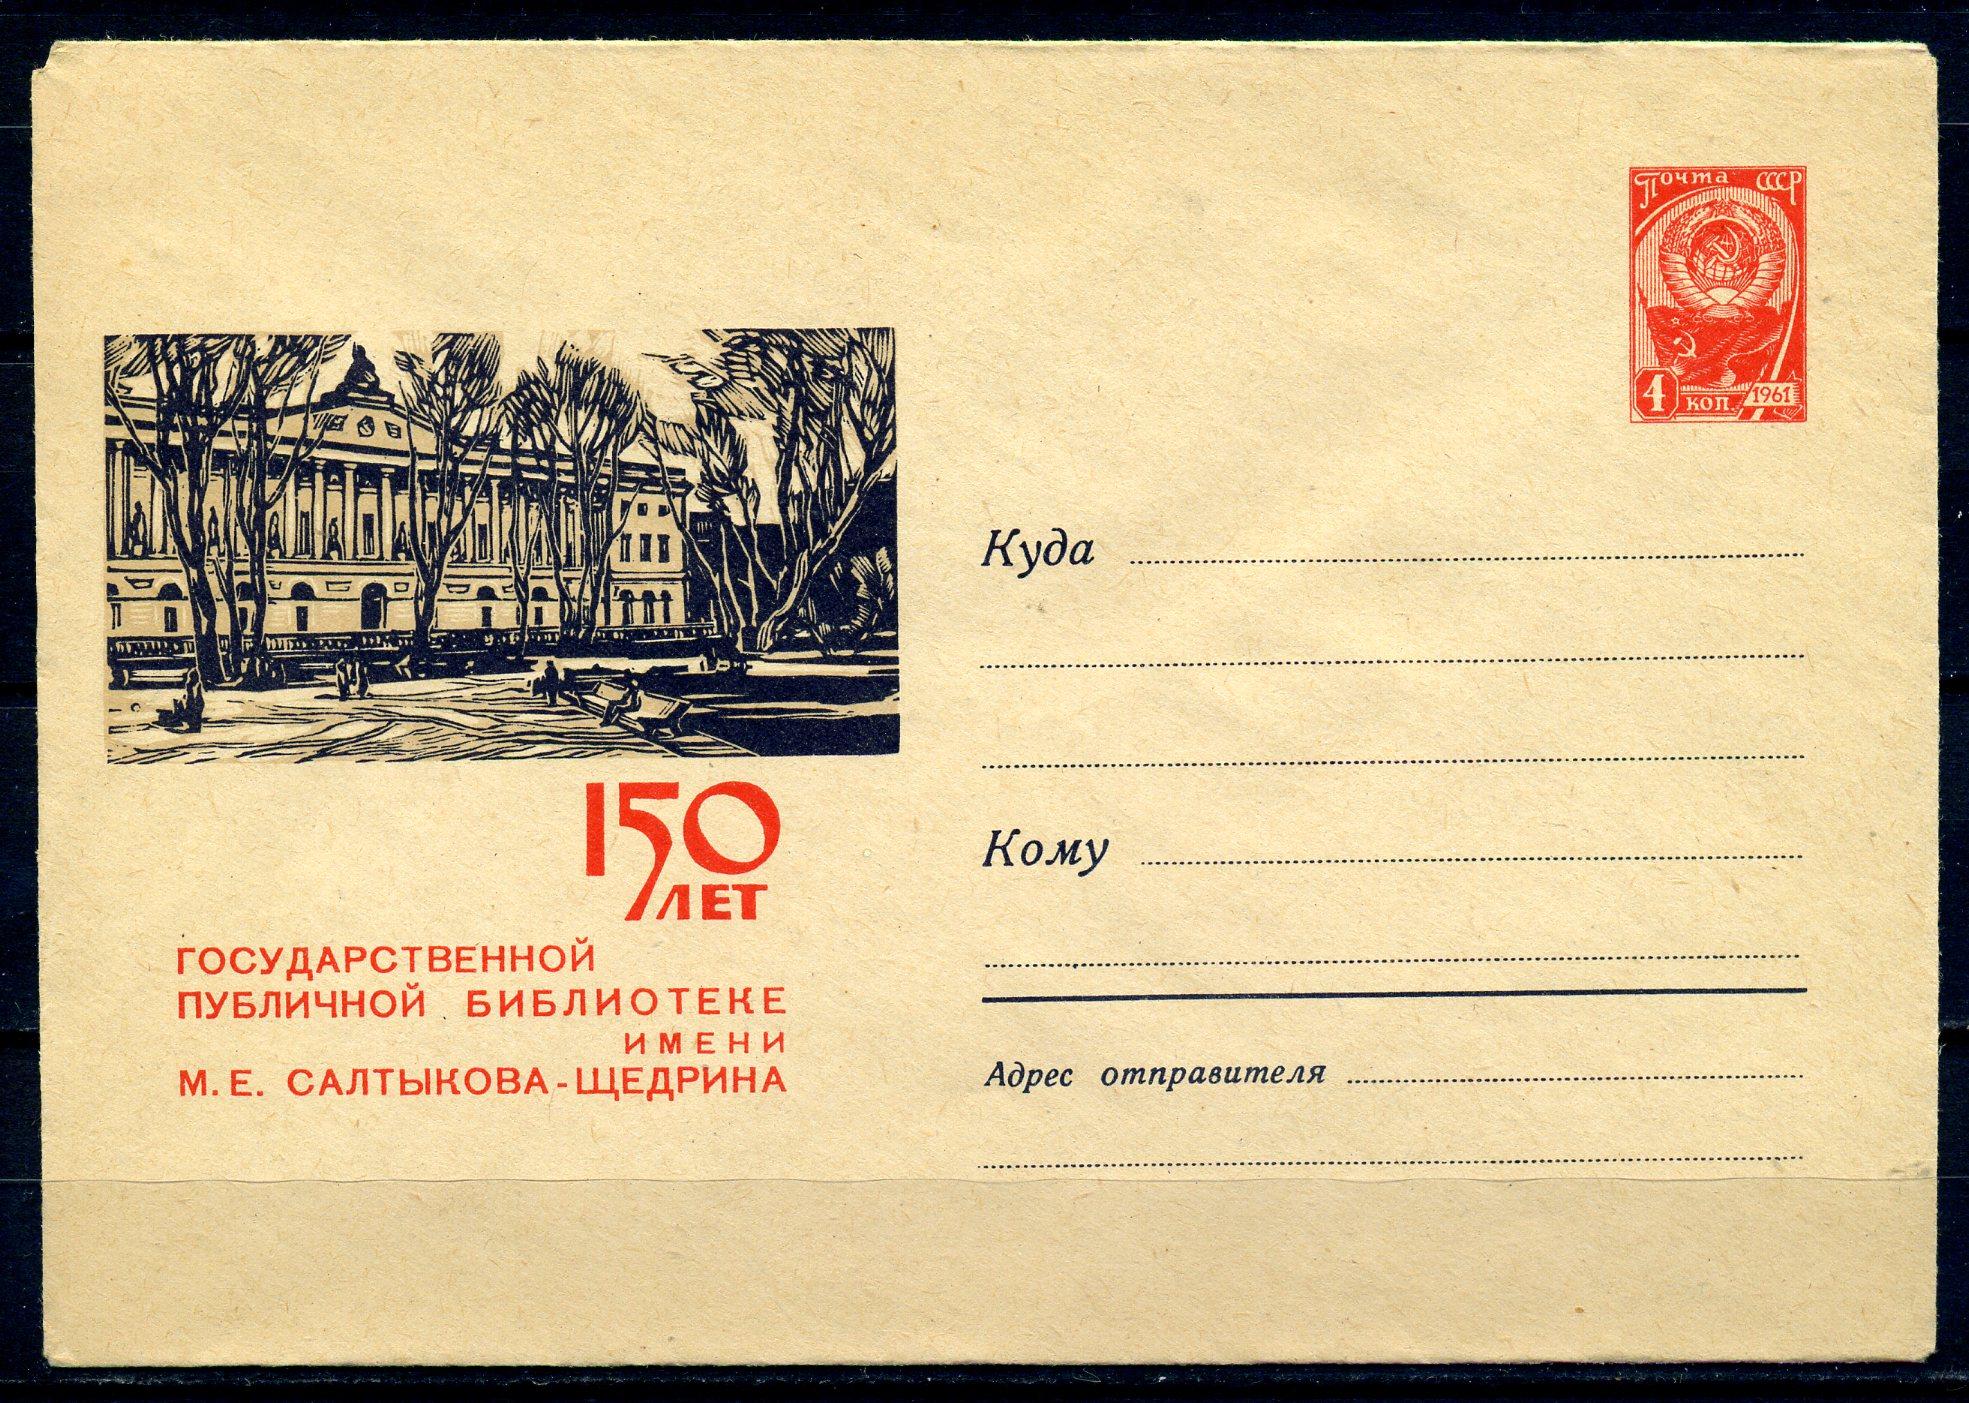 Почта СССР
4 коп. 1961
150
ЛЕТ
ГОСУДАРСТВЕННОЙ
ПУБЛИЧНОЙ БИБЛИОТЕКЕ
ИМЕНИ
М. Е. САЛТЫКОВА-ЩЕДРИНА
Куда
Кому
Адрес отправителя